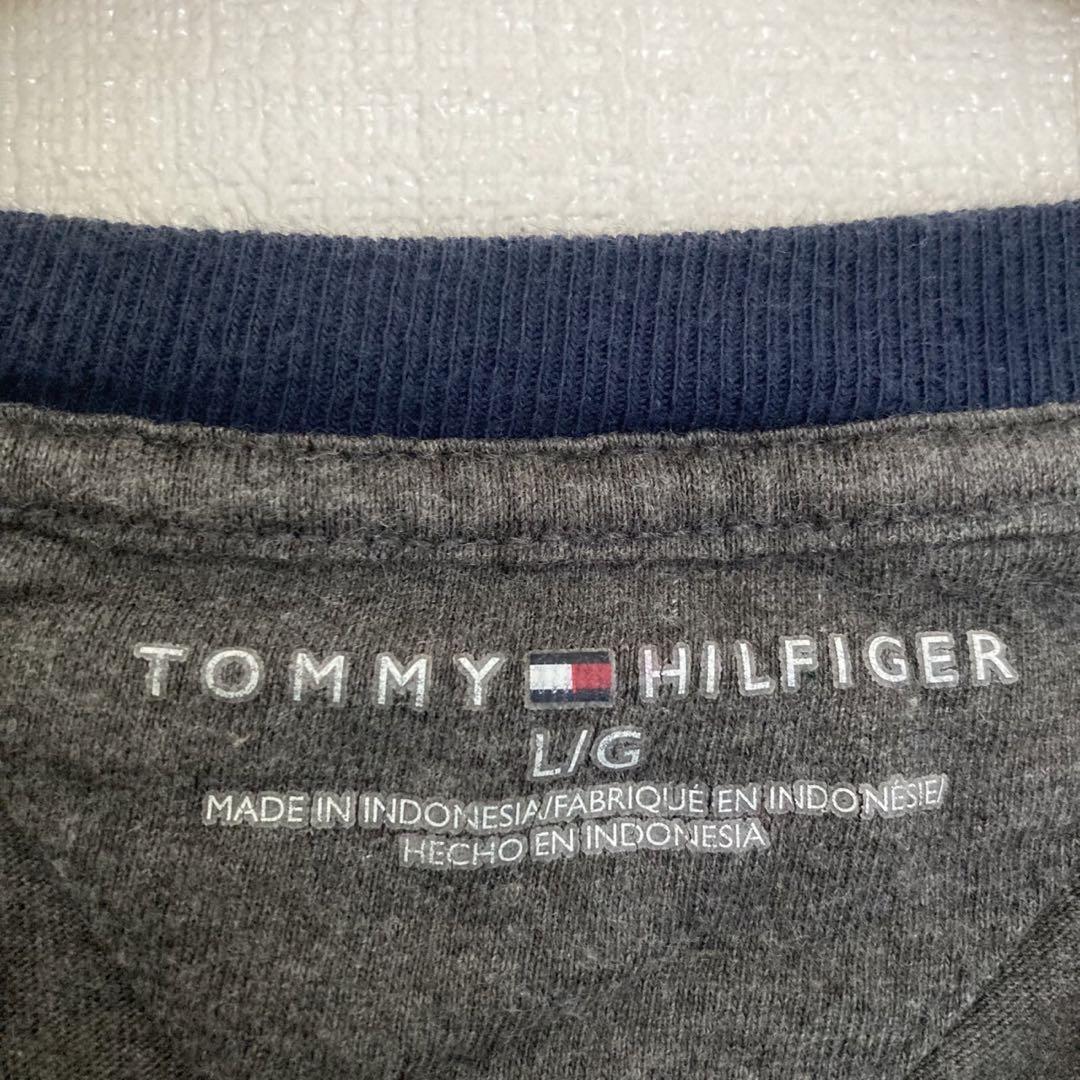 TOMMY HILFIGER
L/G
MADE IN INDONESIA/FABRIQUÉ EN INDONÉSIE/
HECHO EN INDONESIA